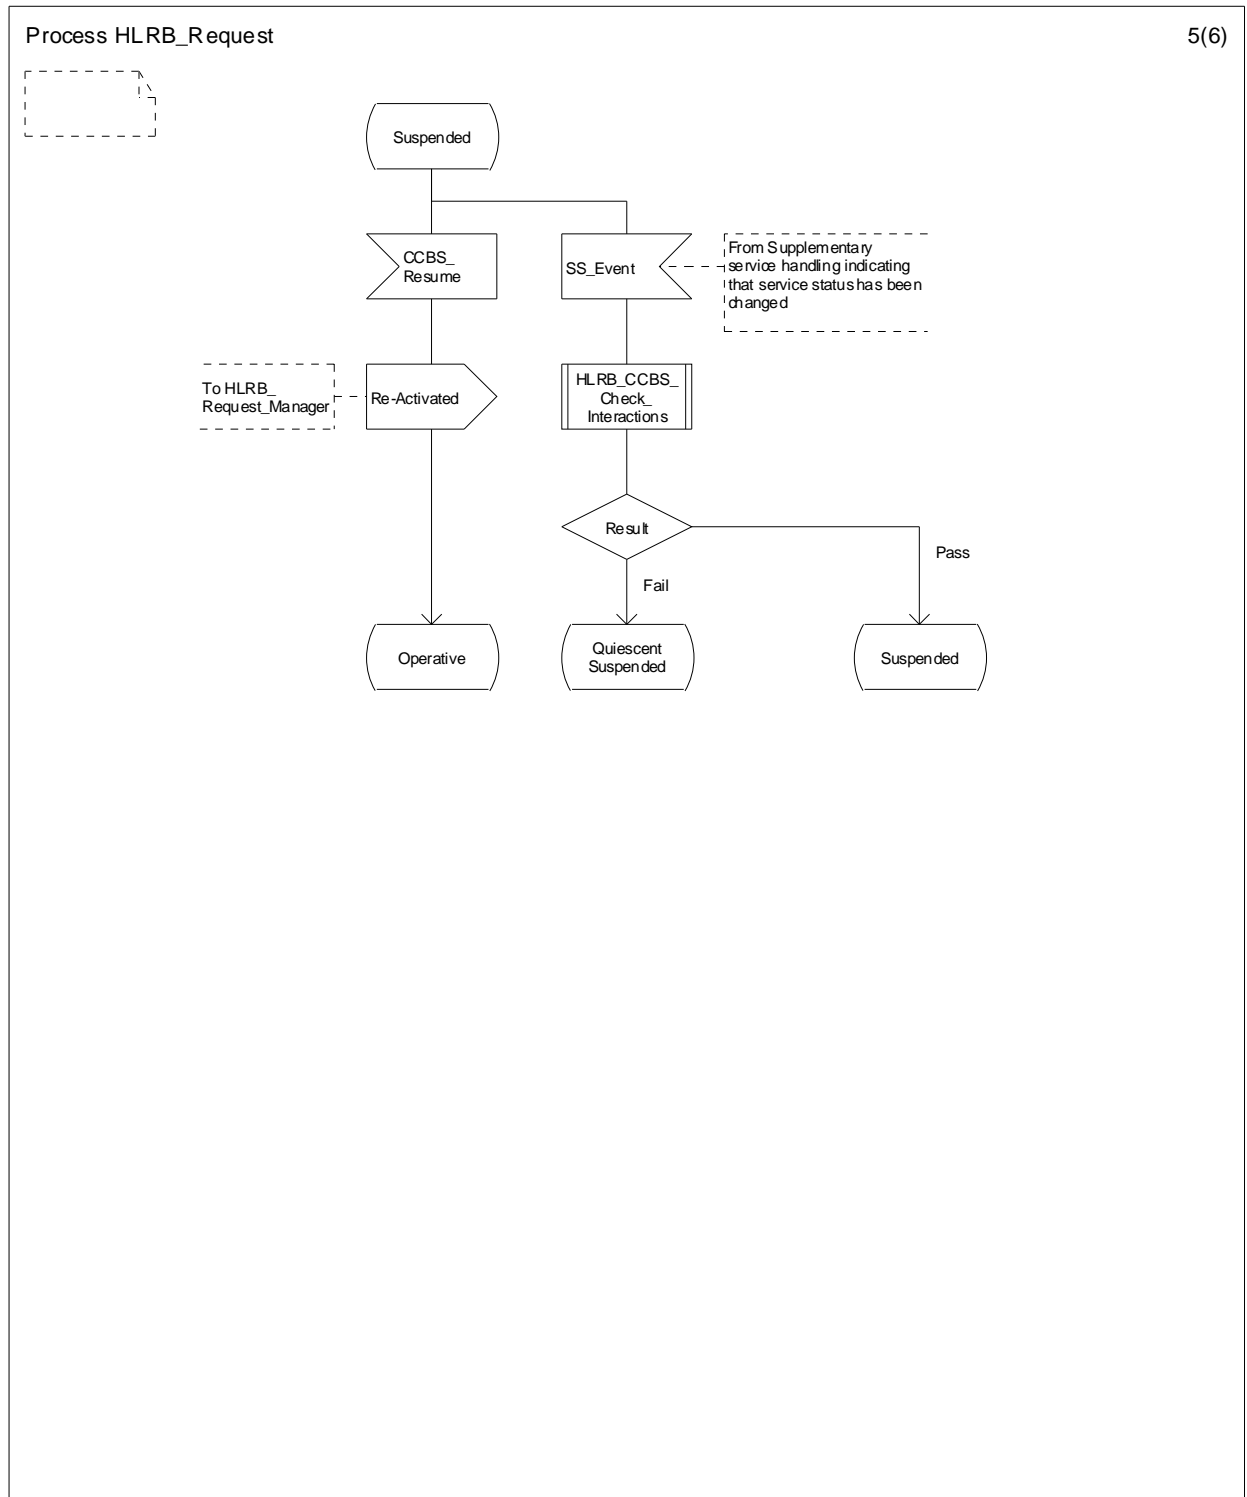 Process HLRB_Request
5(6)
Suspended
CCBS_
Resume
SS_Event
From Supplementary
service handling indicating
that service status has been
changed
To HLRB_
Request_Manager
Re-Activated
HLRB_CCBS_
Check_
Interactions
Result
Pass
Fail
Operative
Quiescent
Suspended
Suspended